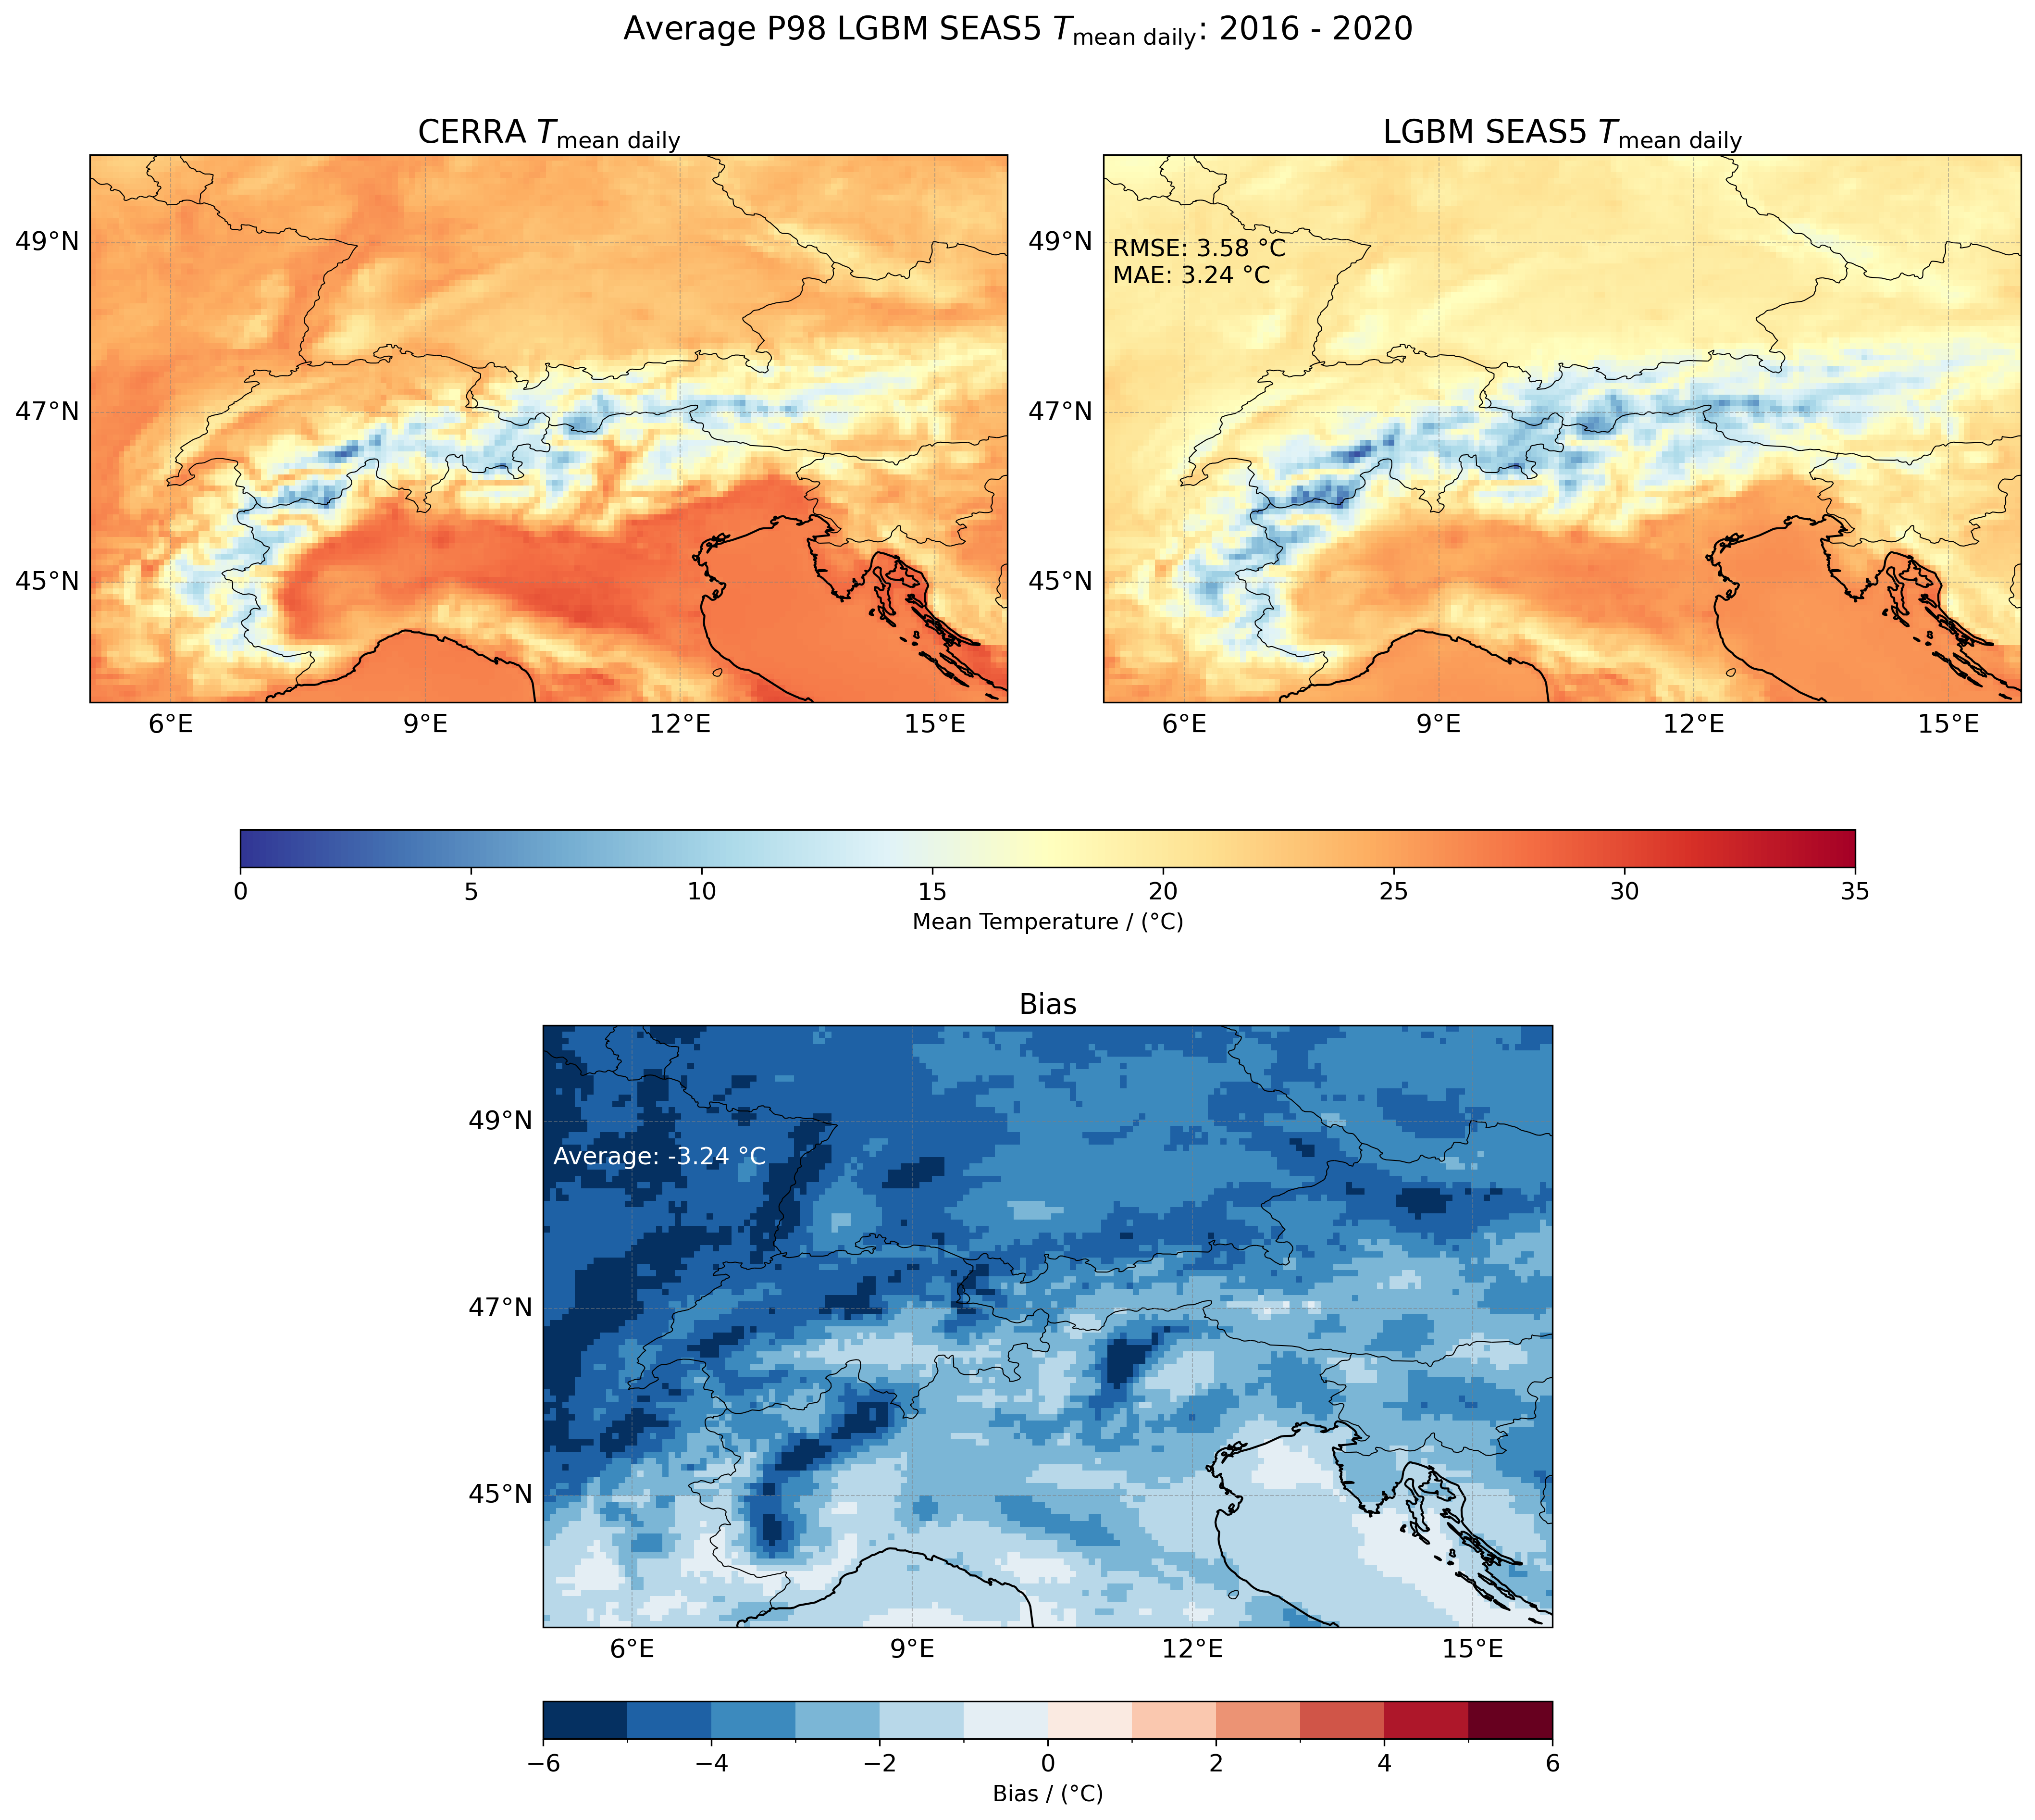 Average P98 LGBM SEAS5 T mean daily: 2016 - 2020
CERRA T mean daily
LGBM SEAS5 T mean daily
49°N
47°N
45°N
6°E 9°E 12°E 15°E
49°N
47°N
45°N
RMSE: 3.58 °C
MAE: 3.24 °C
6°E 9°E 12°E 15°E
0 5 10 15 20 25 30 35
Mean Temperature / (°C)
Bias
49°N
Average: -3.24 °C
47°N
45°N
6°E 9°E 12°E 15°E
−6 −4 −2 0 2 4 6
Bias / (°C)